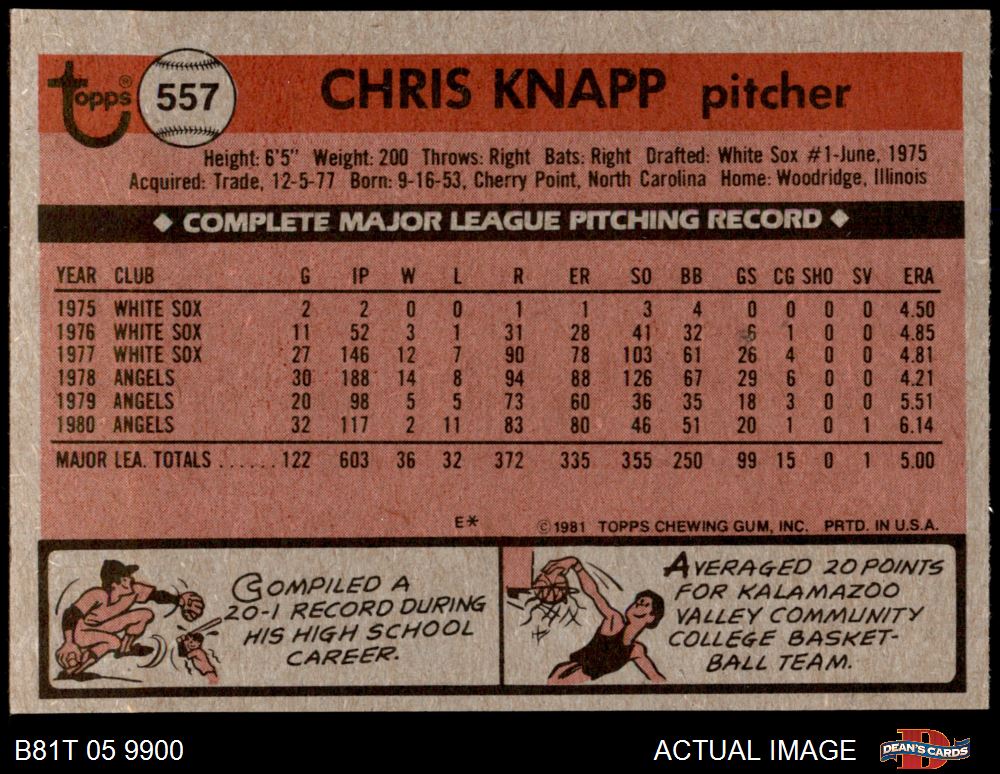 Topps®
557
CHRIS KNAPP pitcher
Height: 6'5" Weight: 200 Throws: Right Bats: Right Drafted: White Sox #1-June, 1975
Acquired: Trade, 12-5-77 Born: 9-16-53, Cherry Point, North Carolina Home: Woodridge, Illinois
◆ COMPLETE MAJOR LEAGUE PITCHING RECORD ◆
YEAR CLUB G IP W L R ER SO BB GS CG SHO SV ERA
1975 WHITE SOX 2 2 0 0 1 1 3 4 0 0 0 0 4.50
1976 WHITE SOX 11 52 3 1 31 28 41 32 6 1 0 0 4.85
1977 WHITE SOX 27 146 12 7 90 78 103 61 26 4 0 0 4.81
1978 ANGELS 30 188 14 8 94 88 126 67 29 6 0 0 4.21
1979 ANGELS 20 98 5 5 73 60 36 35 18 3 0 0 5.51
1980 ANGELS 32 117 2 11 83 80 46 51 20 1 0 1 6.14
MAJOR LEA. TOTALS ...... 122 603 36 32 372 335 355 250 99 15 0 1 5.00
E* ©1981 TOPPS CHEWING GUM, INC. PRTD. IN U.S.A.
COMPILED A
20-1 RECORD DURING
HIS HIGH SCHOOL
CAREER.
AVERAGED 20 POINTS
FOR KALAMAZOO
VALLEY COMMUNITY
COLLEGE BASKET-
BALL TEAM.
B81T 05 9900
ACTUAL IMAGE
DEAN'S CARDS